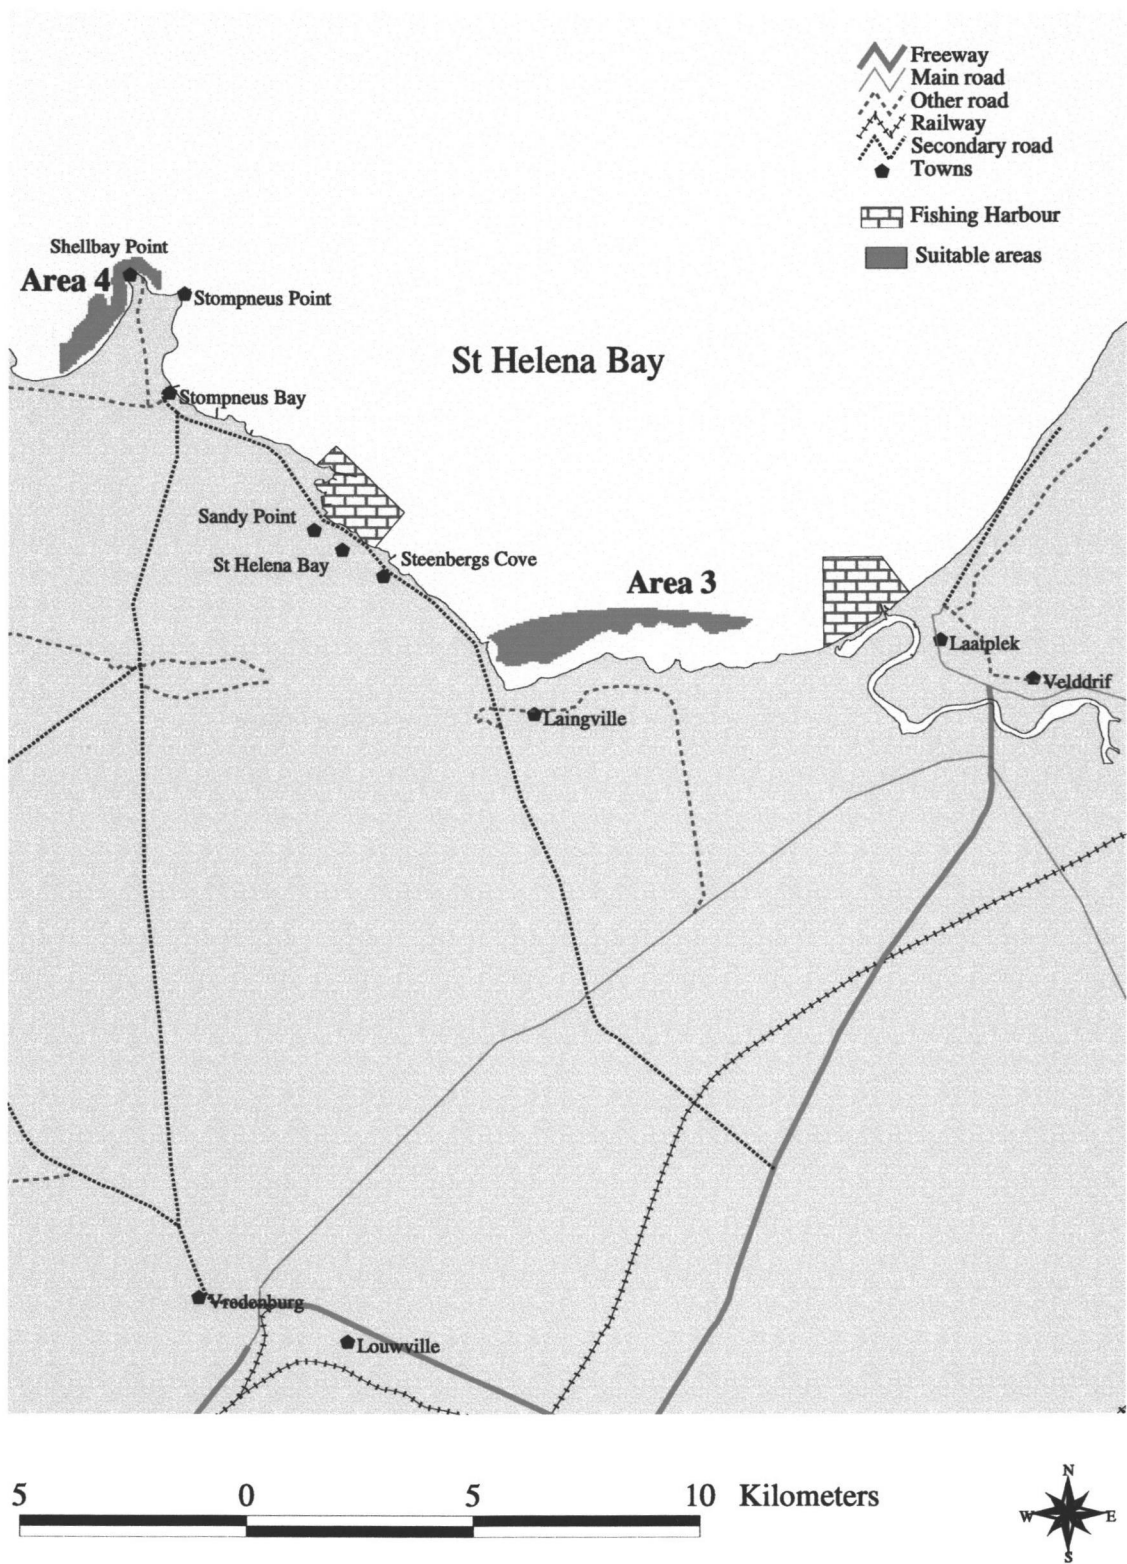 Freeway
Main road
Other road
Railway
Secondary road
Towns
Fishing Harbour
Suitable areas
Shellbay Point
Area 4
Stompneus Point
St Helena Bay
Stompneus Bay
Sandy Point
St Helena Bay
Steenbergs Cove
Area 3
Laaiplek
Velddrif
Laingville
Vredenburg
Louwville
5 0 5 10 Kilometers
N
W E
S